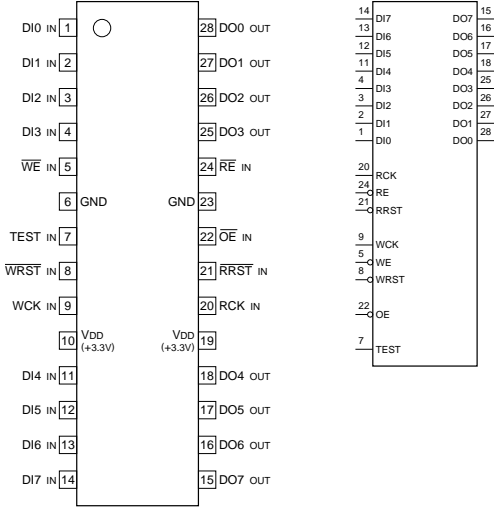 DI0 IN 1 28 DO0 OUT
DI1 IN 2 27 DO1 OUT
DI2 IN 3 26 DO2 OUT
DI3 IN 4 25 DO3 OUT
WE IN 5 24 RE IN
6 GND GND 23
TEST IN 7 22 OE IN
WRST IN 8 21 RRST IN
WCK IN 9 20 RCK IN
10 VDD (+3.3V) VDD (+3.3V) 19
DI4 IN 11 18 DO4 OUT
DI5 IN 12 17 DO5 OUT
DI6 IN 13 16 DO6 OUT
DI7 IN 14 15 DO7 OUT
14 DI7 DO7 15
13 DI6 DO6 16
12 DI5 DO5 17
11 DI4 DO4 18
4 DI3 DO3 25
3 DI2 DO2 26
2 DI1 DO1 27
1 DI0 DO0 28
20 RCK
24 RE
21 RRST
9 WCK
5 WE
8 WRST
22 OE
7 TEST